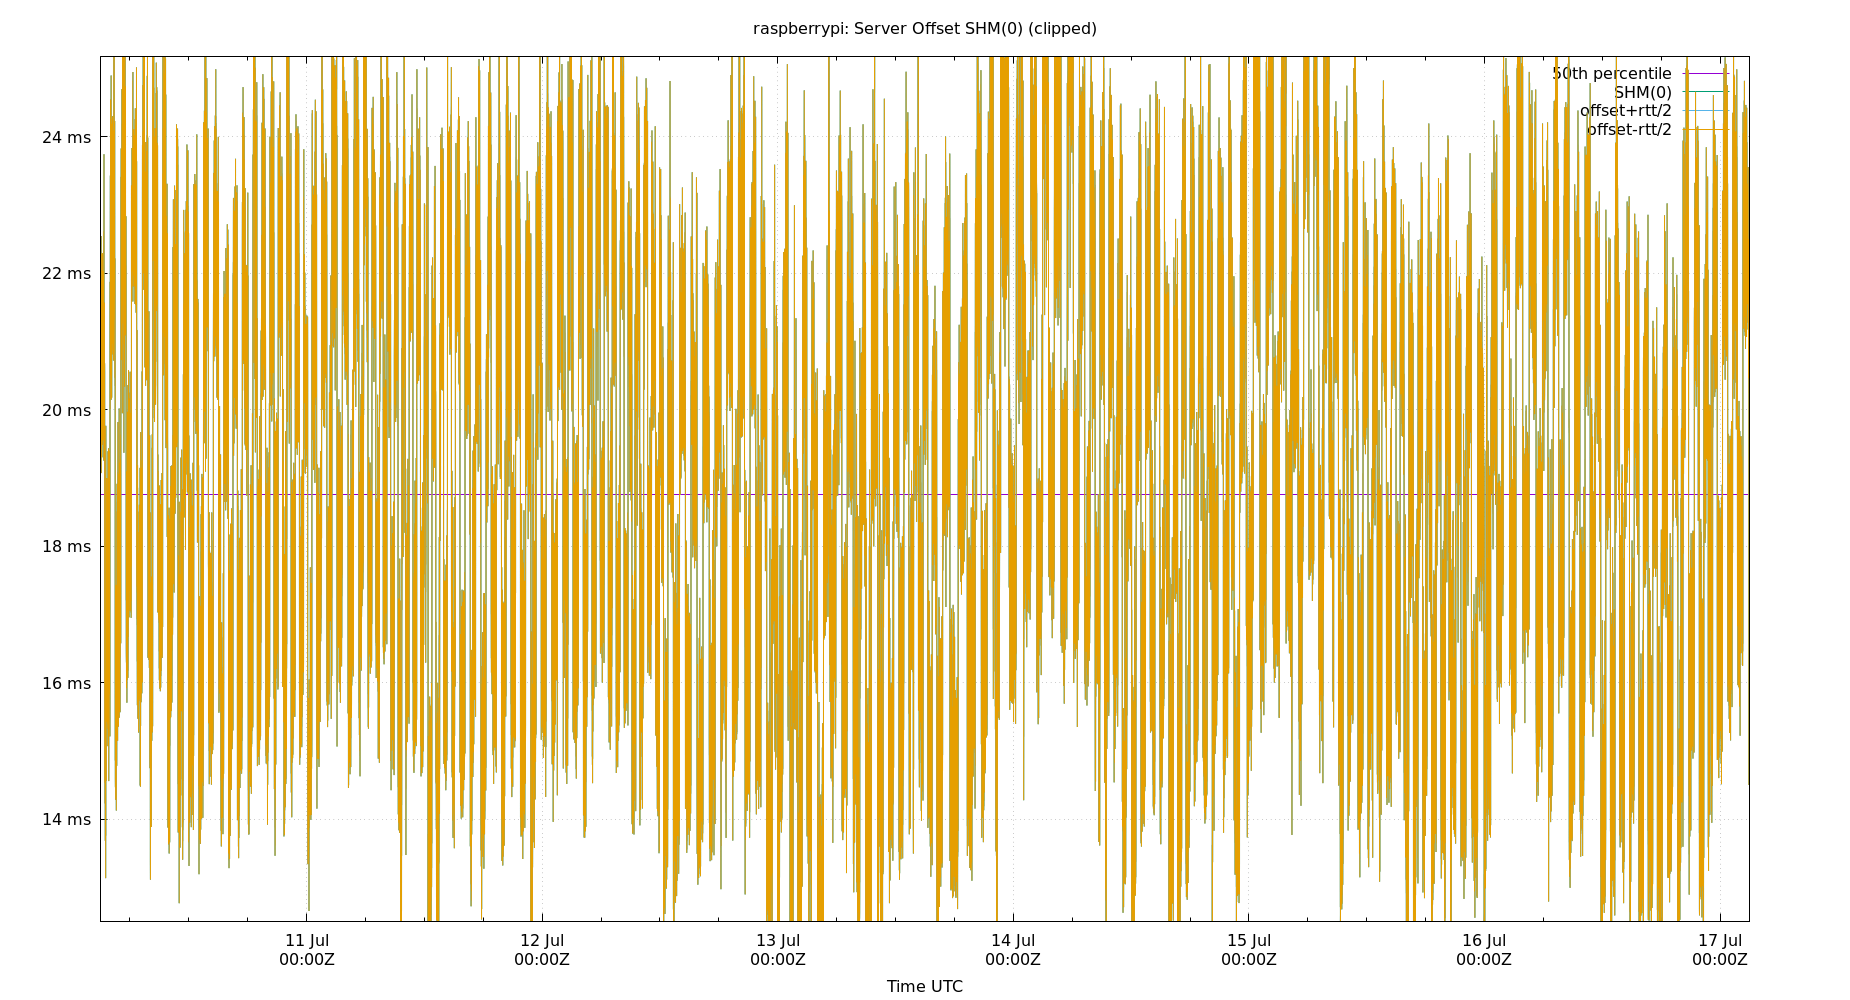 raspberrypi: Server Offset SHM(0) (clipped)
50th percentile
SHM(0)
offset+rtt/2
offset-rtt/2
24 ms
22 ms
20 ms
18 ms
16 ms
14 ms
11 Jul 12 Jul 13 Jul 14 Jul 15 Jul 16 Jul 17 Jul
00:00Z 00:00Z 00:00Z 00:00Z 00:00Z 00:00Z 00:00Z
Time UTC